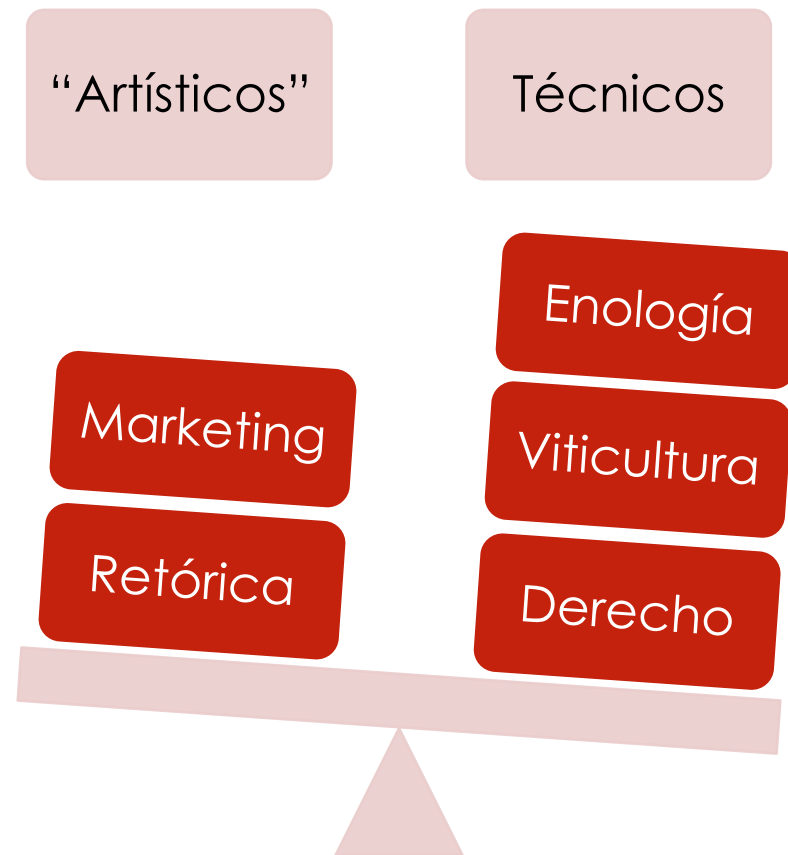 “Artísticos”
Técnicos
Marketing
Retórica
Enología
Viticultura
Derecho